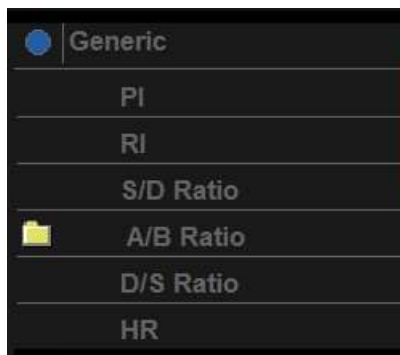 Generic
PI
RI
S/D Ratio
A/B Ratio
D/S Ratio
HR